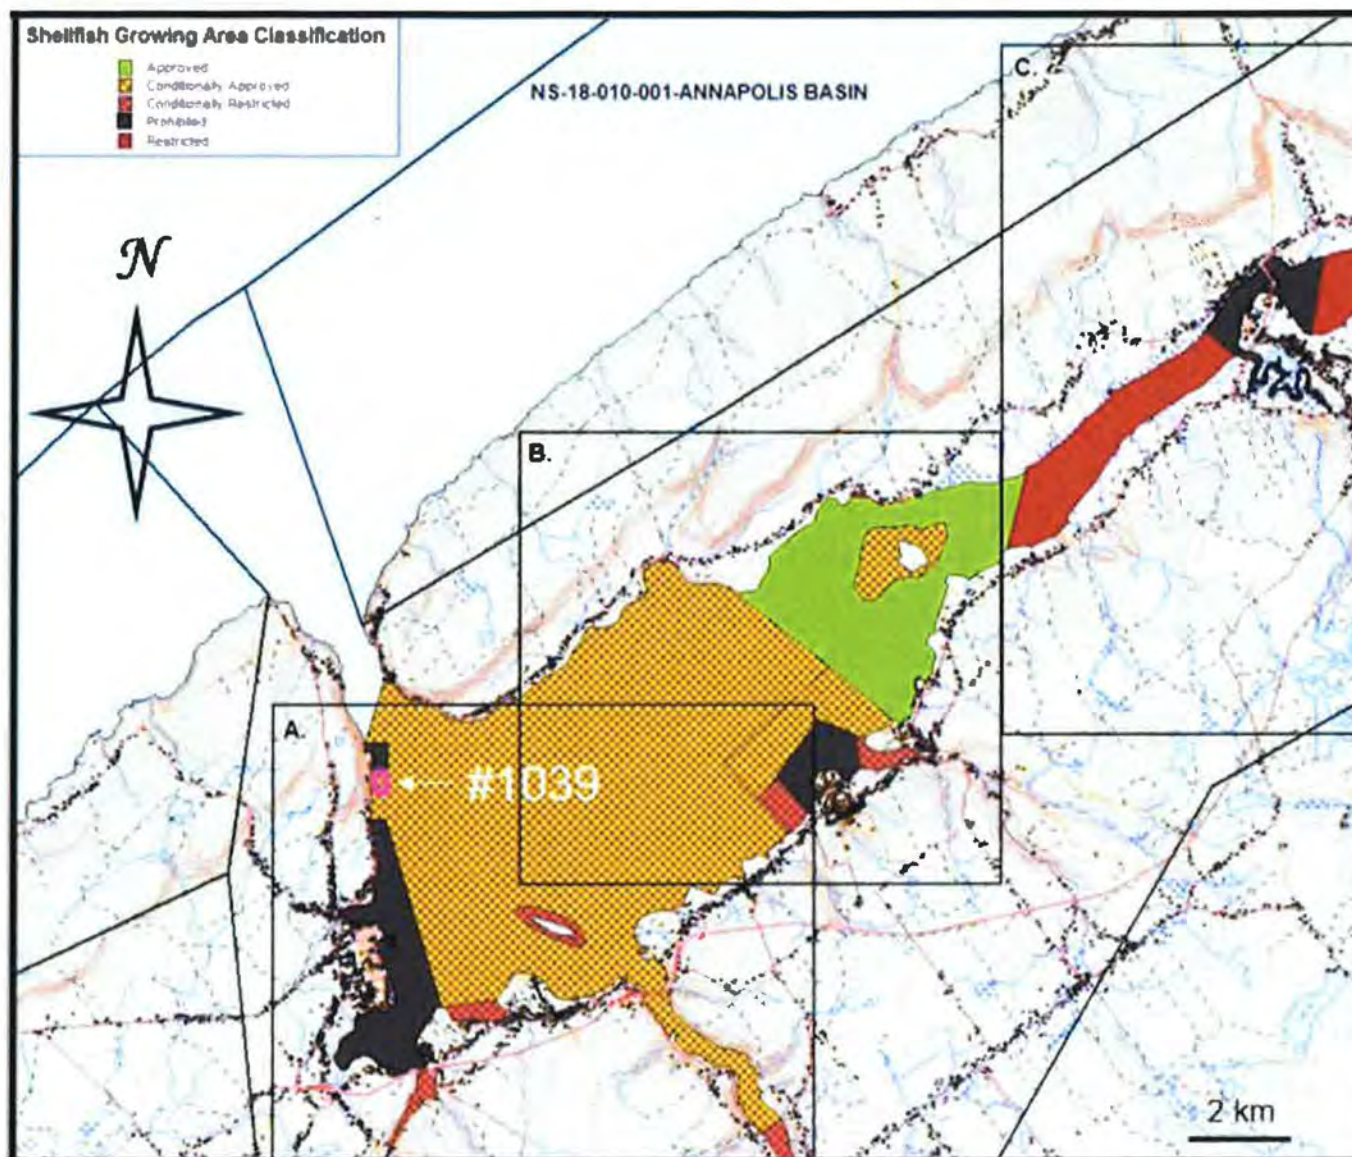 Shellfish Growing Area Classification
Approved
Conditionally Approved
Conditionally Restricted
Prohibited
Restricted
NS-18-010-001-ANNAPOLIS BASIN
N
C.
B.
A.
#1039
2 km